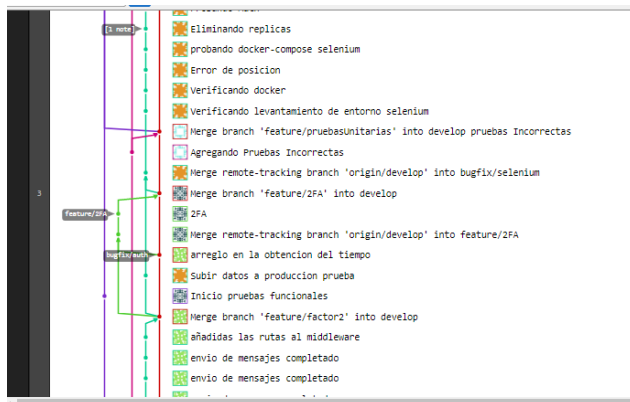 [1 note]
Eliminando replicas
probando docker-compose selenium
Error de posicion
Verificando docker
Verificando levantamiento de entorno selenium
Merge branch 'feature/pruebasUnitarias' into develop pruebas Incorrectas
Agregando Pruebas Incorrectas
Merge remote-tracking branch 'origin/develop' into bugfix/selenium
3
Merge branch 'feature/2FA' into develop
feature/2FA
2FA
Merge remote-tracking branch 'origin/develop' into feature/2FA
bugfix/auth
arreglo en la obtencion del tiempo
Subir datos a produccion prueba
Inicio pruebas funcionales
Merge branch 'feature/factor2' into develop
añadidas las rutas al middleware
envio de mensajes completado
envio de mensajes completado